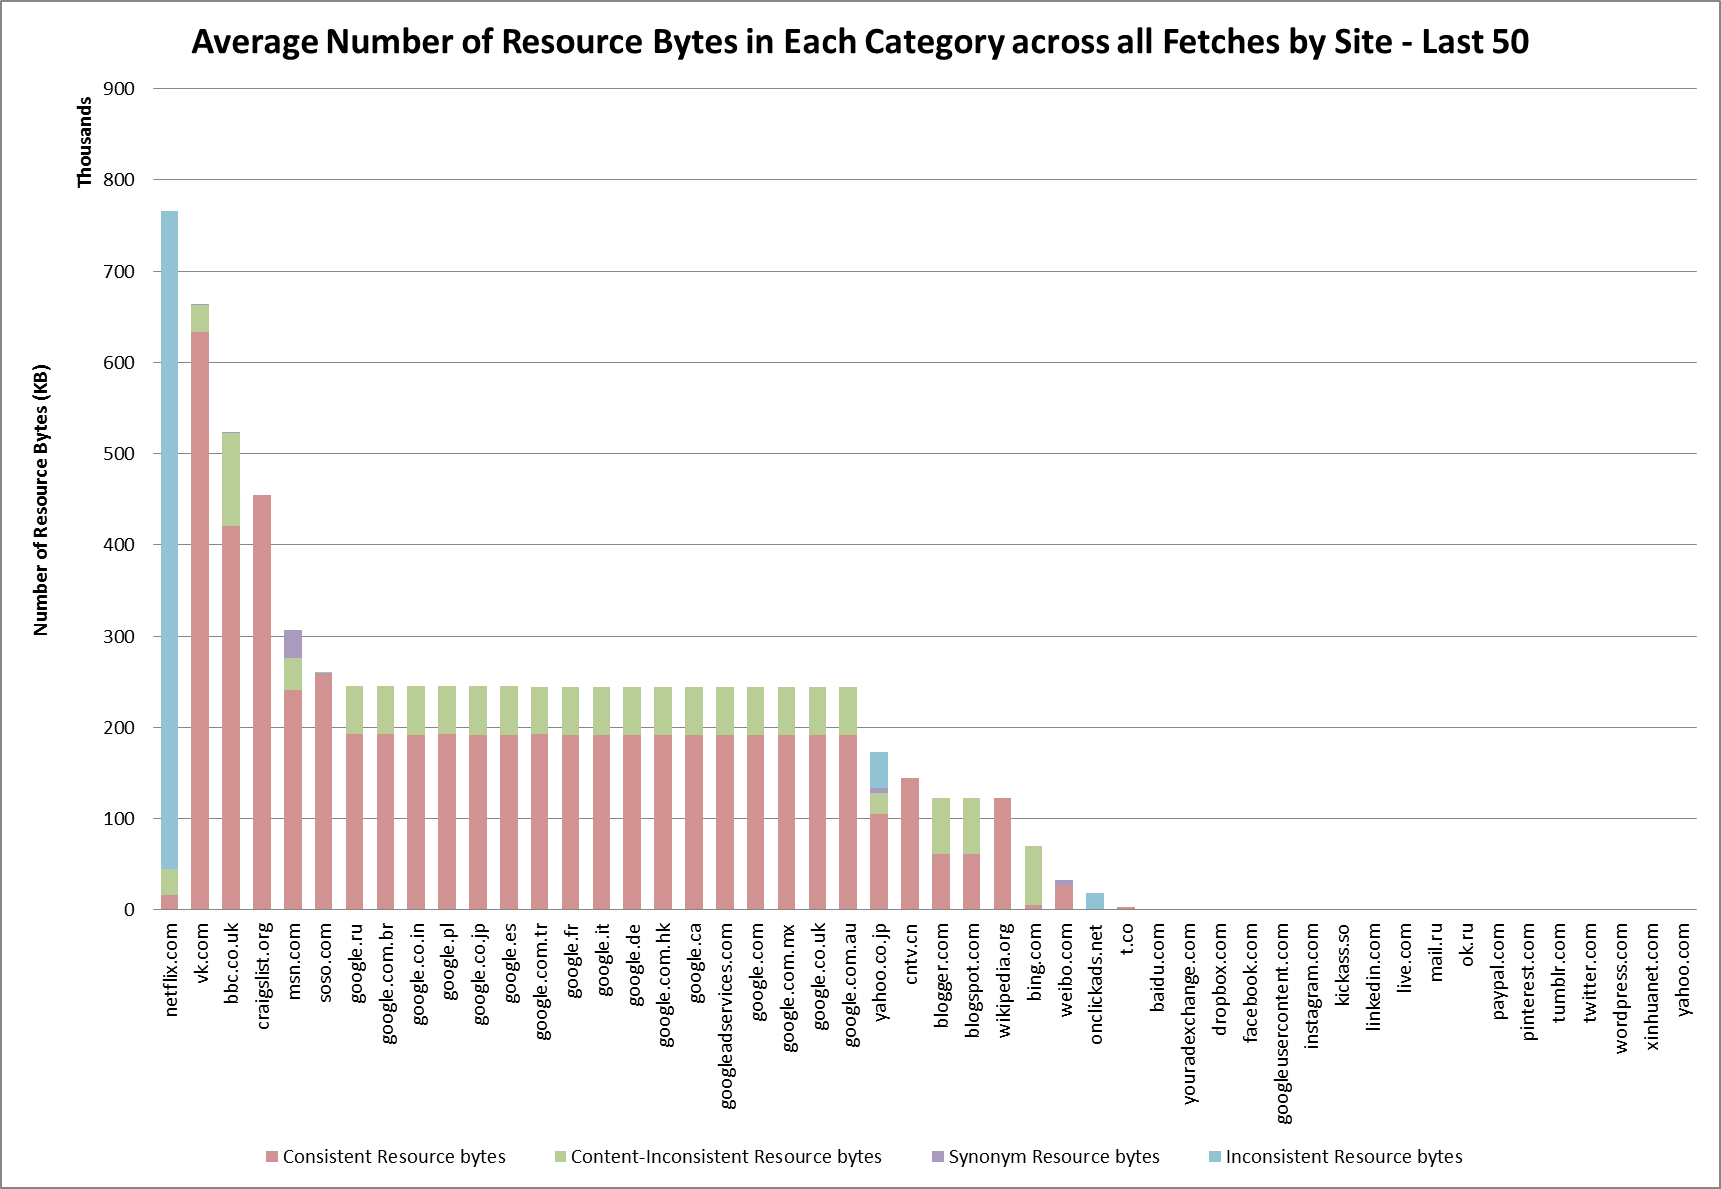 Average Number of Resource Bytes in Each Category across all Fetches by Site - Last 50
Thousands
Number of Resource Bytes (KB)
900
800
700
600
500
400
300
200
100
0
netflix.com
vk.com
bbc.co.uk
craigslist.org
msn.com
soso.com
google.ru
google.com.br
google.co.in
google.pl
google.co.jp
google.es
google.com.tr
google.fr
google.it
google.de
google.com.hk
google.ca
googleadservices.com
google.com
google.com.mx
google.co.uk
google.com.au
yahoo.co.jp
cntv.cn
blogger.com
blogspot.com
wikipedia.org
bing.com
weibo.com
onclickads.net
t.co
baidu.com
youradexchange.com
dropbox.com
facebook.com
googleusercontent.com
instagram.com
kickass.so
linkedin.com
live.com
mail.ru
ok.ru
paypal.com
pinterest.com
tumblr.com
twitter.com
wordpress.com
xinhuanet.com
yahoo.com
Consistent Resource bytes
Content-Inconsistent Resource bytes
Synonym Resource bytes
Inconsistent Resource bytes